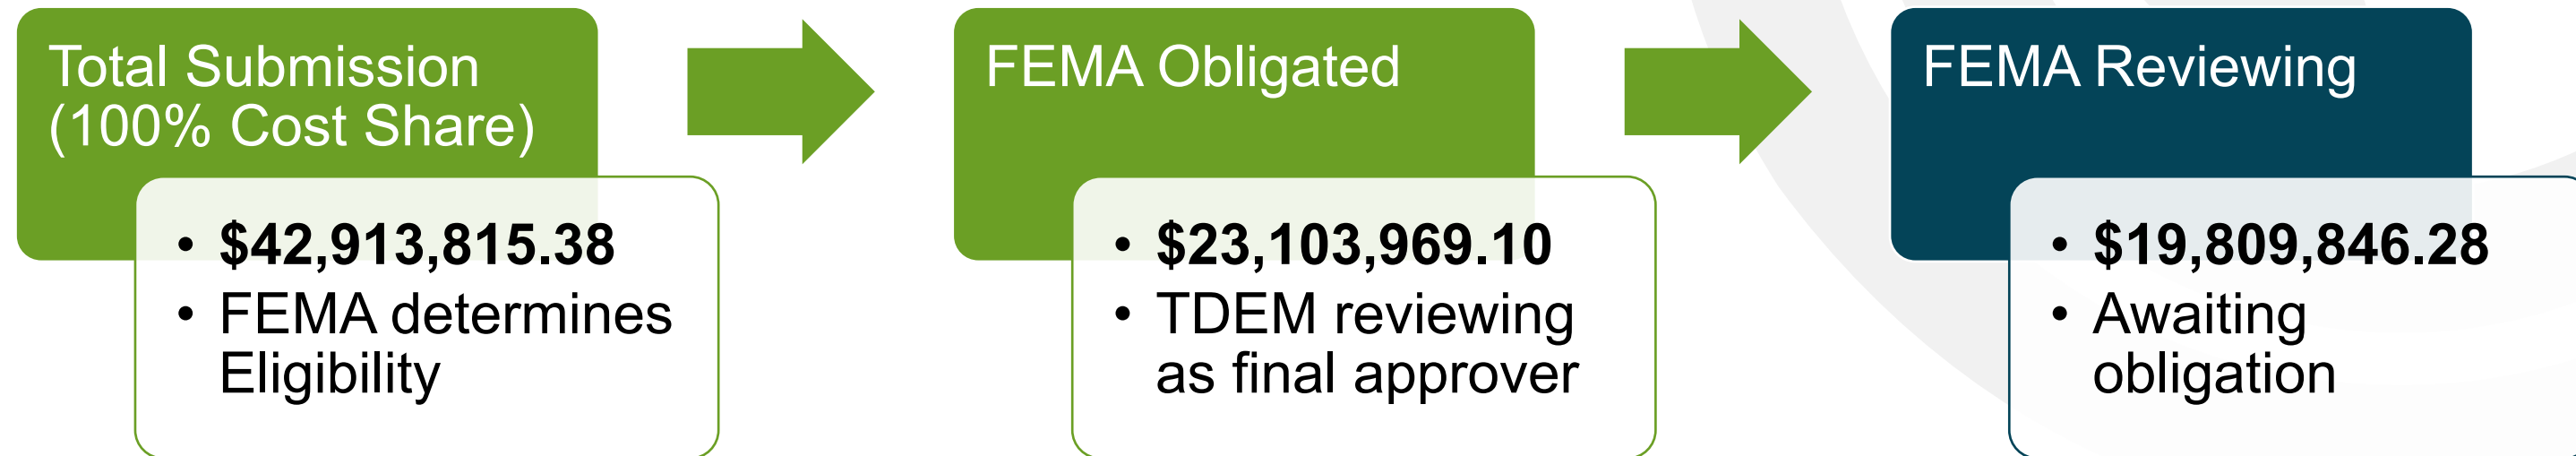 Total Submission
(100% Cost Share)
• $42,913,815.38
• FEMA determines
Eligibility
FEMA Obligated
• $23,103,969.10
• TDEM reviewing
as final approver
FEMA Reviewing
• $19,809,846.28
• Awaiting
obligation